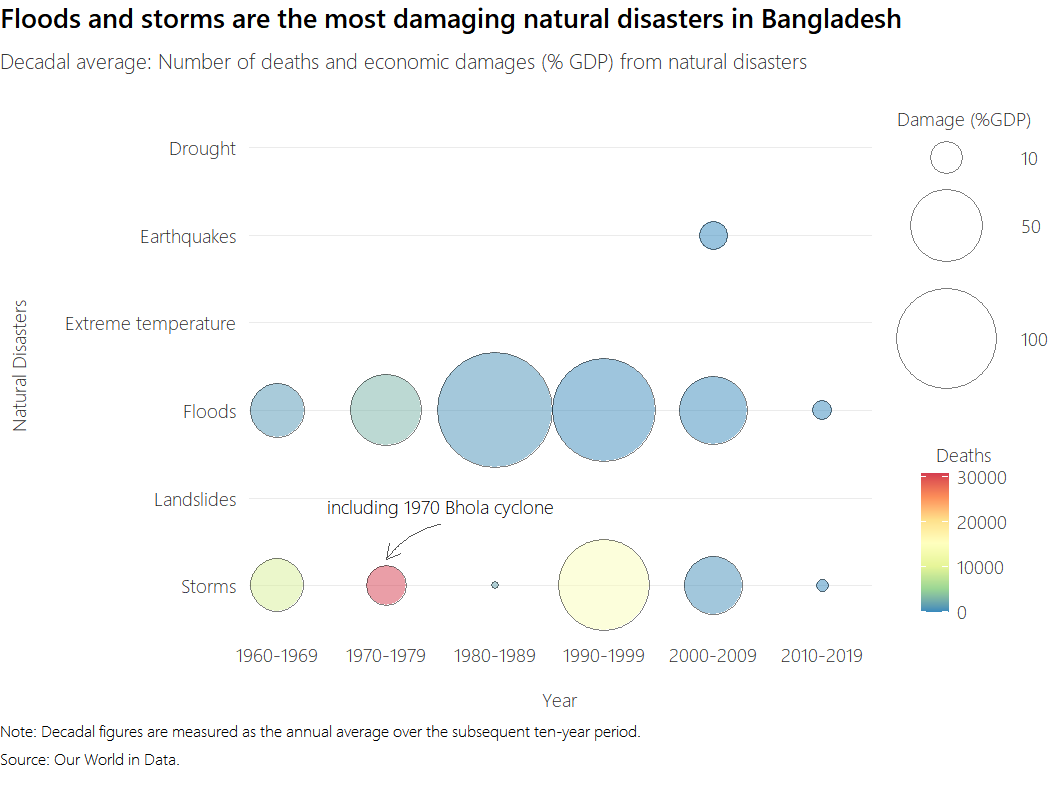 Floods and storms are the most damaging natural disasters in Bangladesh
Decadal average: Number of deaths and economic damages (% GDP) from natural disasters
Damage (%GDP)
10
50
100
Deaths
30000
20000
10000
0
Natural Disasters
Drought
Earthquakes
Extreme temperature
Floods
Landslides
including 1970 Bhola cyclone
Storms
1960-1969 1970-1979 1980-1989 1990-1999 2000-2009 2010-2019
Year
Note: Decadal figures are measured as the annual average over the subsequent ten-year period.
Source: Our World in Data.